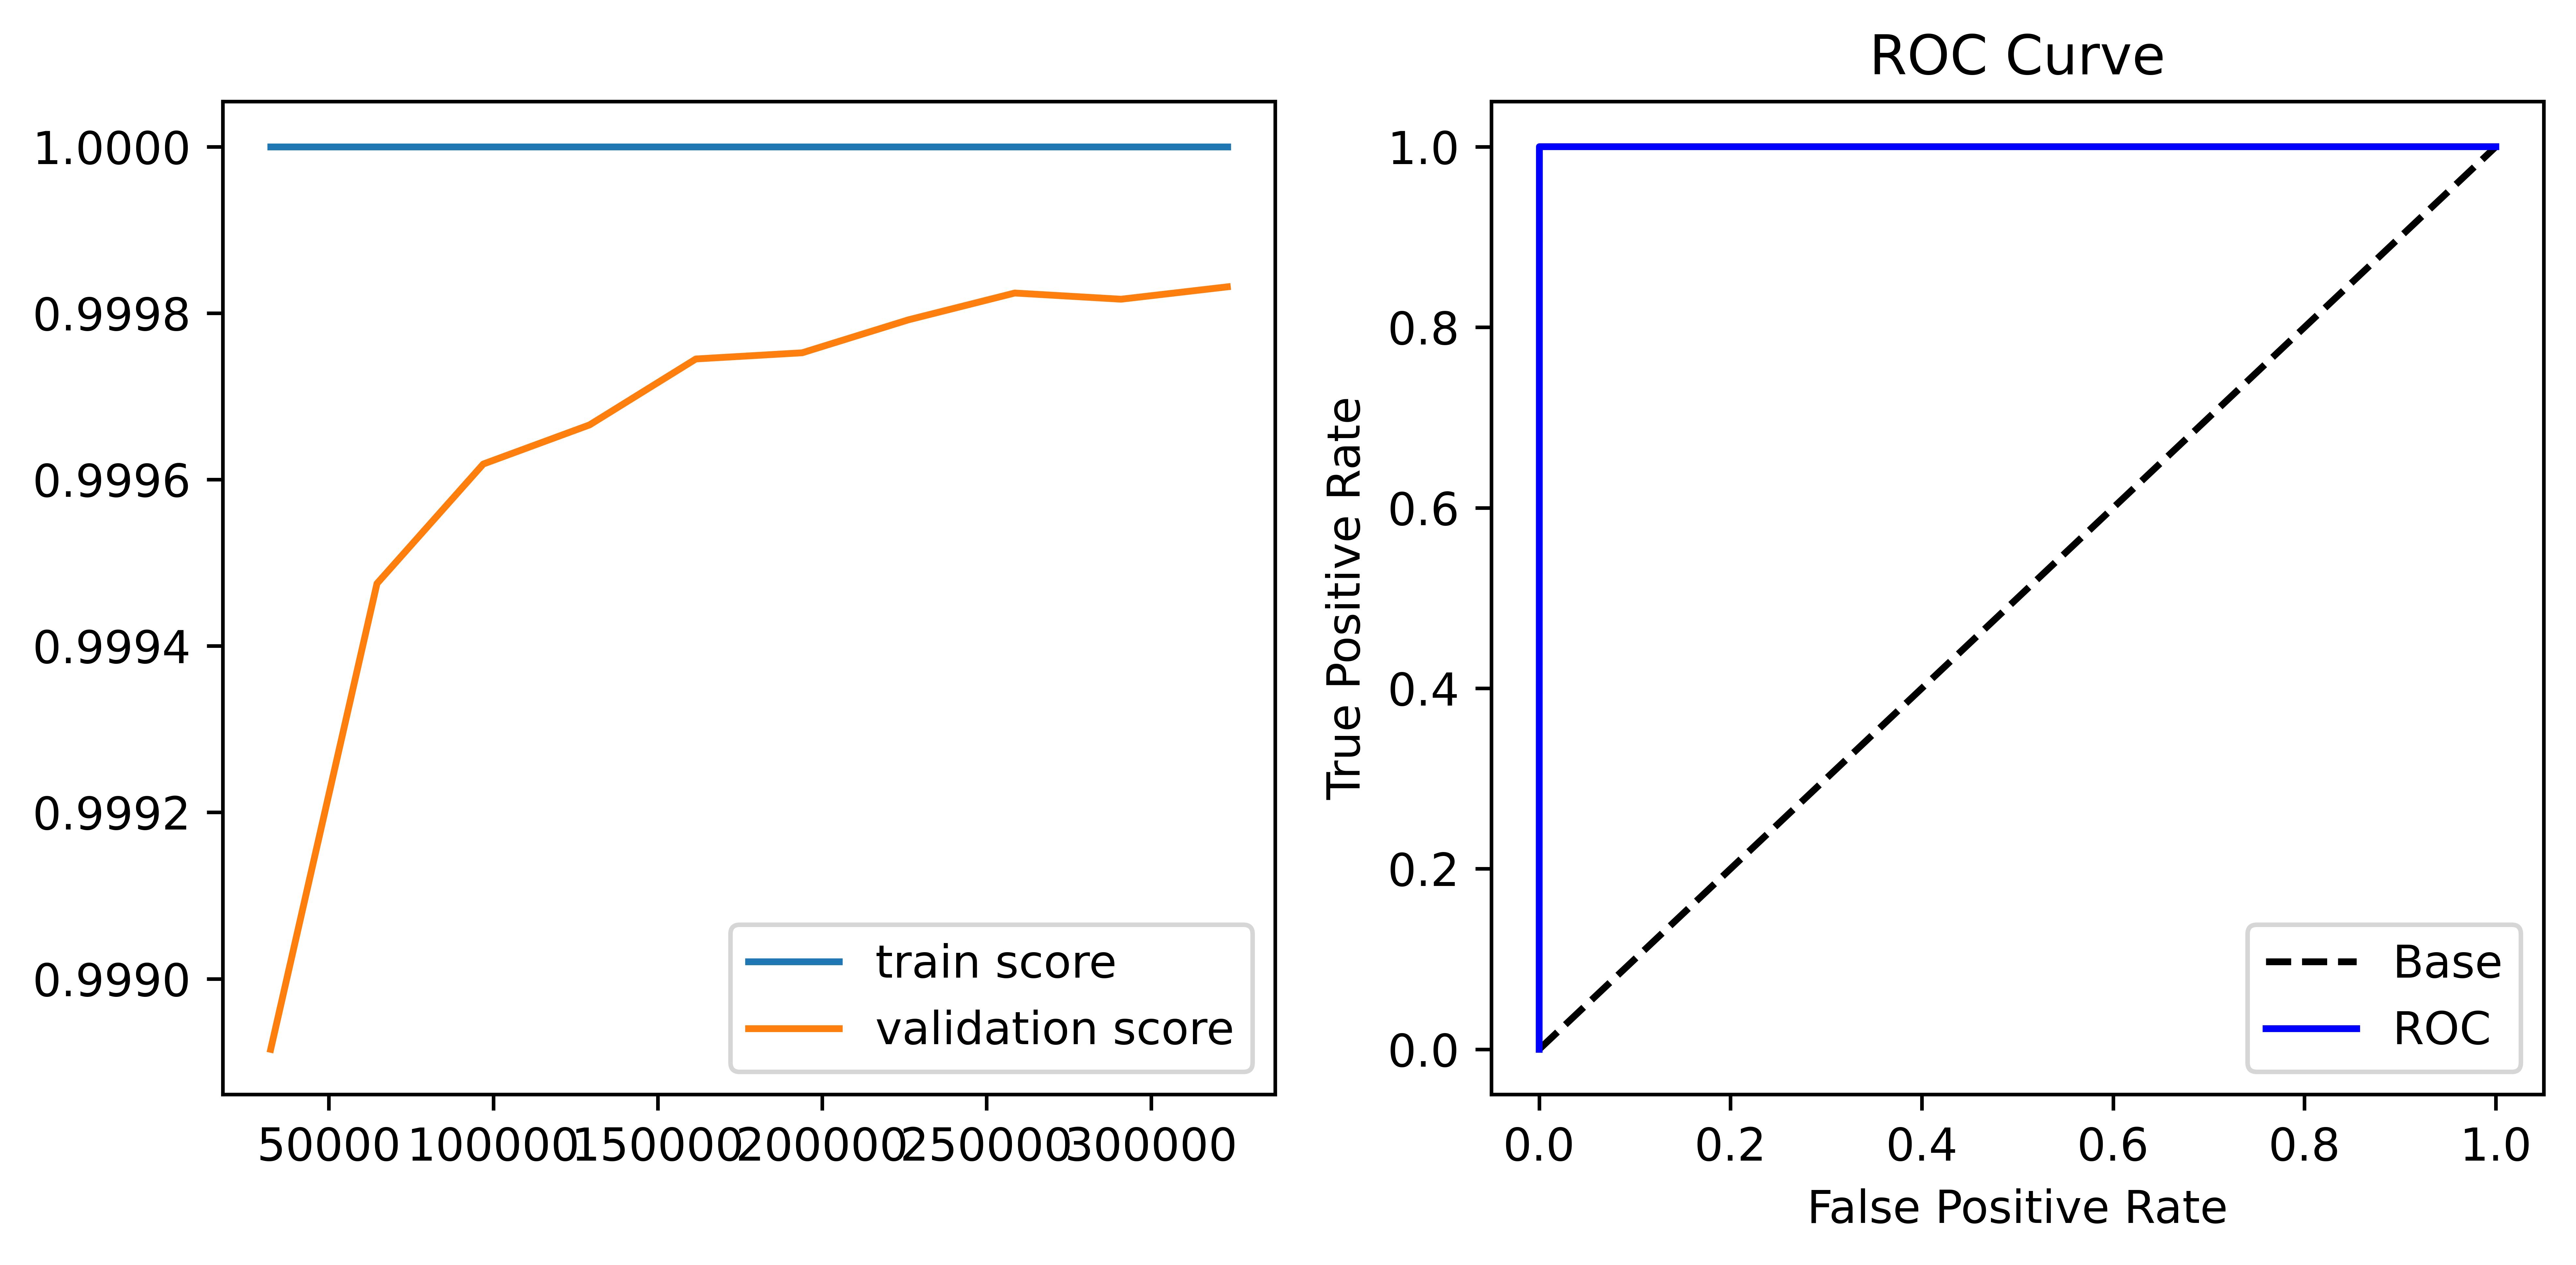 1.0000
0.9998
0.9996
0.9994
0.9992
0.9990
50000 100000 150000 200000 250000 300000
train score
validation score
ROC Curve
True Positive Rate
1.0
0.8
0.6
0.4
0.2
0.0
0.0 0.2 0.4 0.6 0.8 1.0
False Positive Rate
Base
ROC